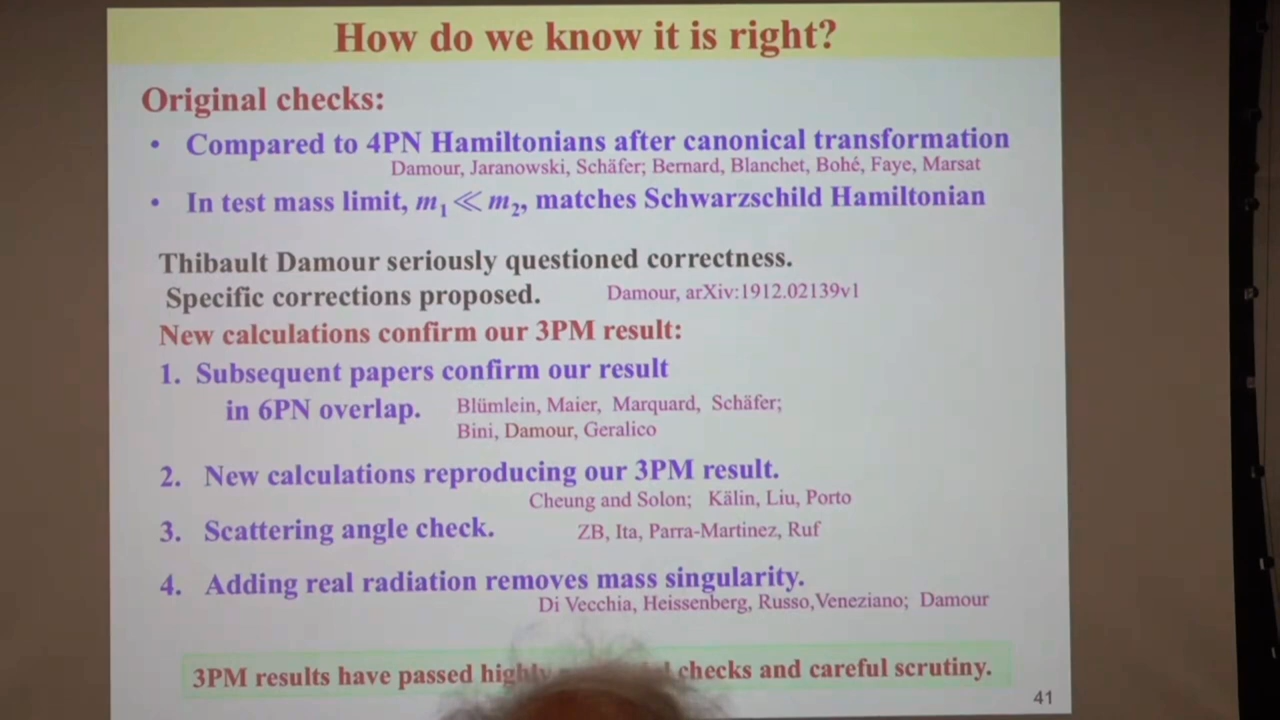 How do we know it is right?
Original checks:
• Compared to 4PN Hamiltonians after canonical transformation
Damour, Jaranowski, Schäfer; Bernard, Blanchet, Bohé, Faye, Marsat
• In test mass limit, m₁ ≪ m₂, matches Schwarzschild Hamiltonian
Thibault Damour seriously questioned correctness.
Specific corrections proposed. Damour, arXiv:1912.02139v1
New calculations confirm our 3PM result:
1. Subsequent papers confirm our result
in 6PN overlap. Blümlein, Maier, Marquard, Schäfer;
Bini, Damour, Geralico
2. New calculations reproducing our 3PM result.
Cheung and Solon; Kälin, Liu, Porto
3. Scattering angle check. ZB, Ita, Parra-Martinez, Ruf
4. Adding real radiation removes mass singularity.
Di Vecchia, Heissenberg, Russo,Veneziano; Damour
3PM results have passed highly checks and careful scrutiny.
41